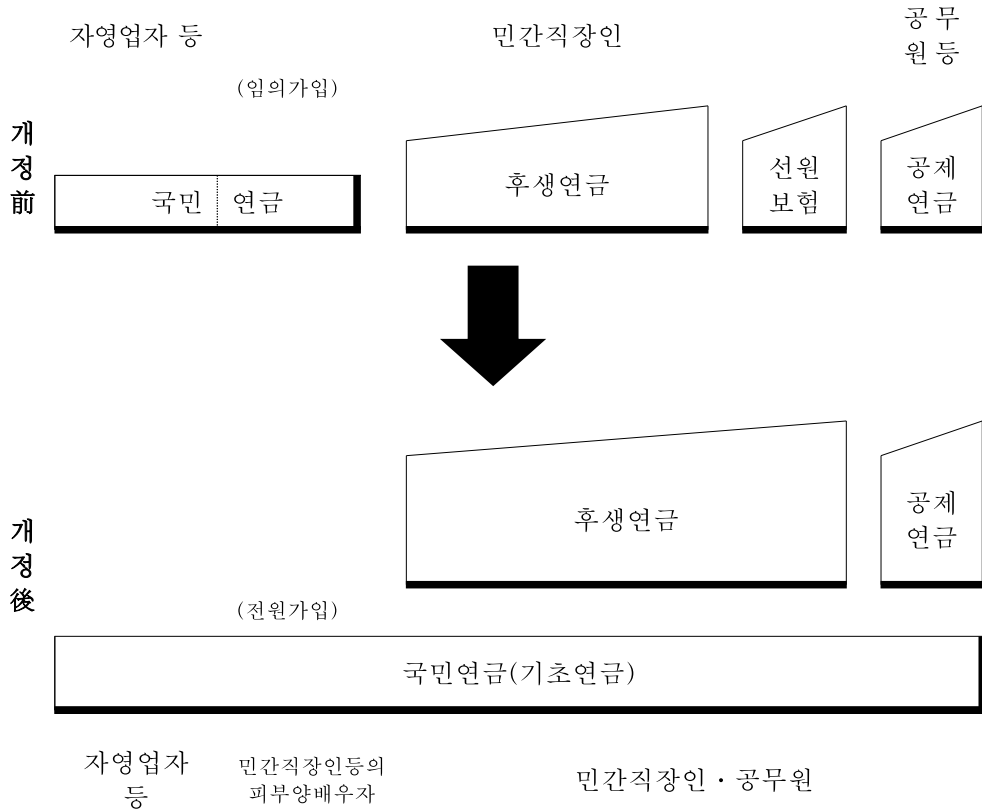 자영업자 등
민간직장인
공 무
원 등
(임의가입)
개
정
前
국민 연금
후생연금
선원
보험
공제
연금
개
정
後
후생연금
공제
연금
(전원가입)
국민연금(기초연금)
자영업자
등
민간직장인등의
피부양배우자
민간직장인 · 공무원